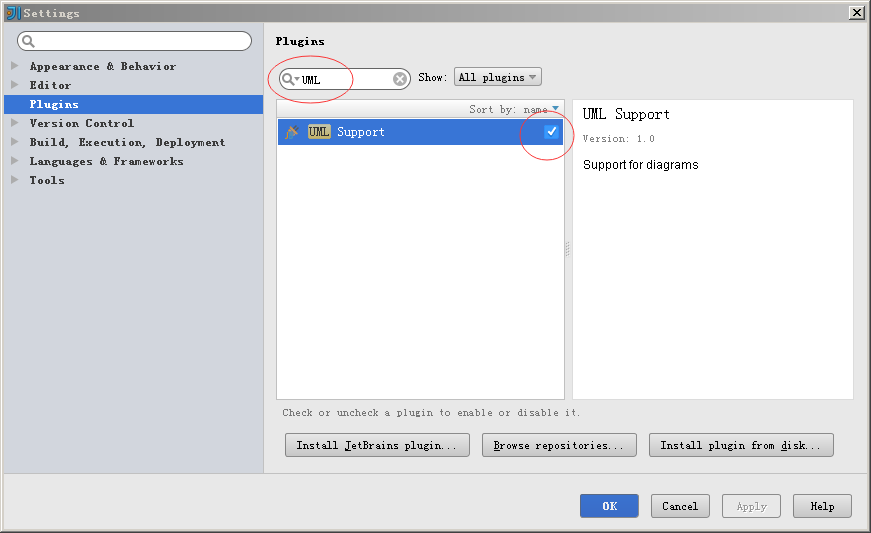 Settings
Plugins
UML
Show: All plugins
Appearance & Behavior
Editor
Plugins
Version Control
Build, Execution, Deployment
Languages & Frameworks
Tools
Sort by: name
UML Support
UML Support
Version: 1.0
Support for diagrams
Check or uncheck a plugin to enable or disable it.
Install JetBrains plugin...
Browse repositories...
Install plugin from disk...
OK
Cancel
Apply
Help